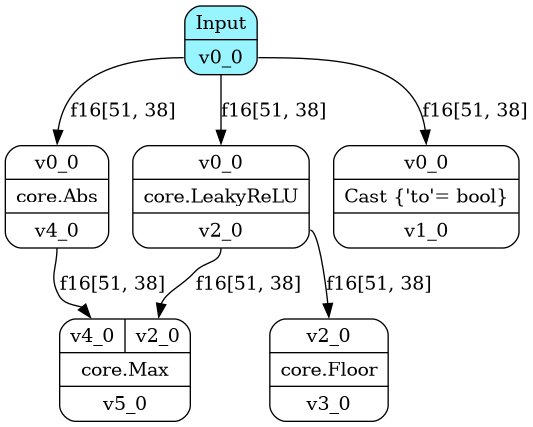 Input
v0_0
f16[51, 38]
f16[51, 38]
f16[51, 38]
v0_0
core.Abs
v4_0
v0_0
core.LeakyReLU
v2_0
v0_0
Cast {'to'= bool}
v1_0
f16[51, 38]
f16[51, 38]
f16[51, 38]
v4_0
v2_0
core.Max
v5_0
v2_0
core.Floor
v3_0